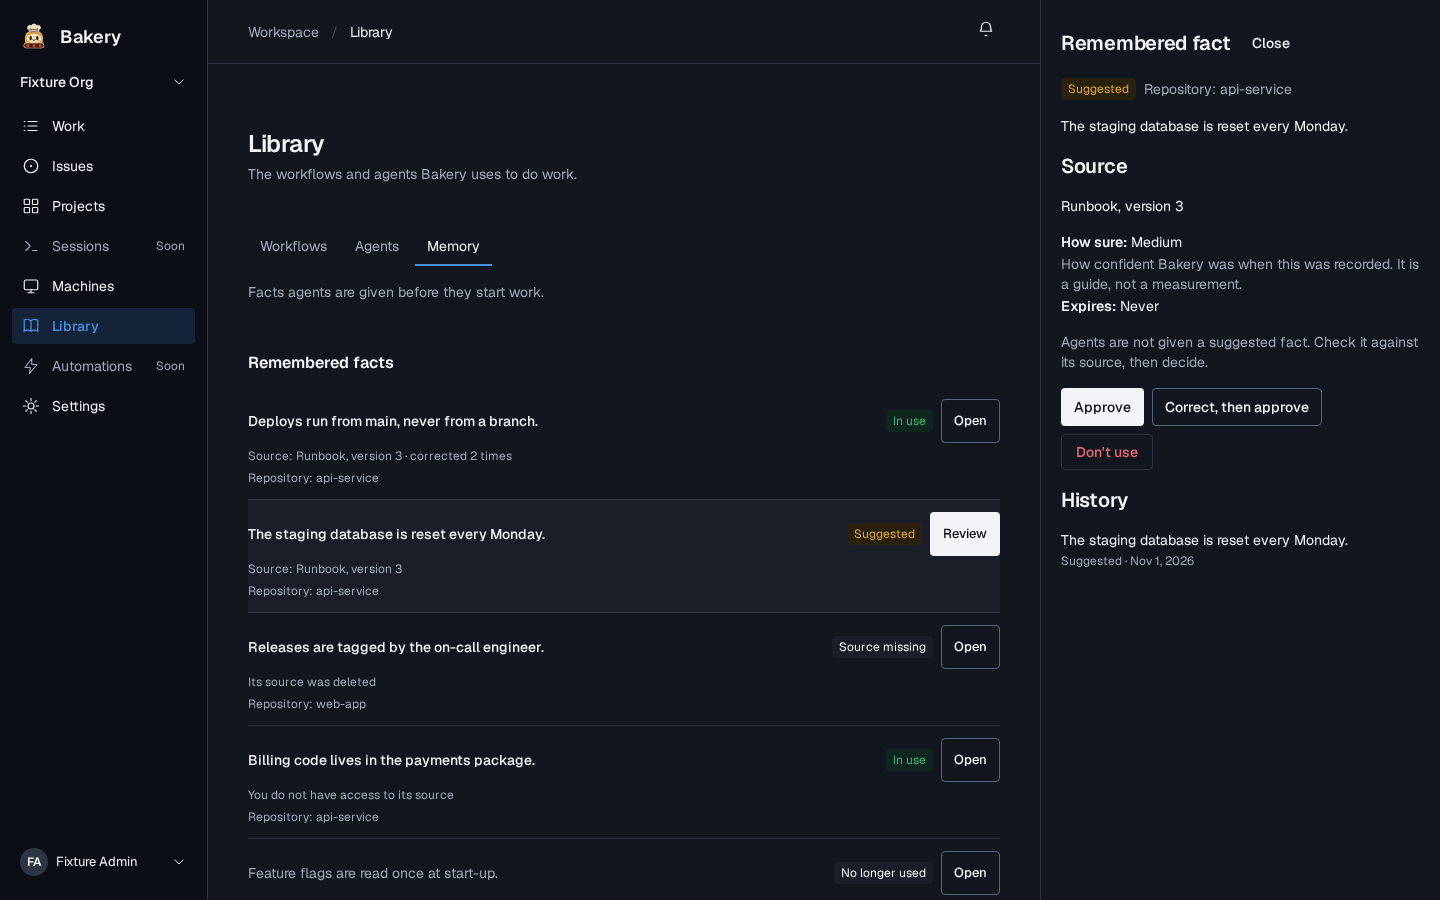 Bakery
Fixture Org
Work
Issues
Projects
Sessions Soon
Machines
Library
Automations Soon
Settings
FA Fixture Admin
Workspace / Library
Library
The workflows and agents Bakery uses to do work.
Workflows Agents Memory
Facts agents are given before they start work.
Remembered facts
Deploys run from main, never from a branch. In use Open
Source: Runbook, version 3 · corrected 2 times
Repository: api-service
The staging database is reset every Monday. Suggested Review
Source: Runbook, version 3
Repository: api-service
Releases are tagged by the on-call engineer. Source missing Open
Its source was deleted
Repository: web-app
Billing code lives in the payments package. In use Open
You do not have access to its source
Repository: api-service
Feature flags are read once at start-up. No longer used Open
Remembered fact Close
Suggested Repository: api-service
The staging database is reset every Monday.
Source
Runbook, version 3
How sure: Medium
How confident Bakery was when this was recorded. It is
a guide, not a measurement.
Expires: Never
Agents are not given a suggested fact. Check it against
its source, then decide.
Approve Correct, then approve
Don't use
History
The staging database is reset every Monday.
Suggested · Nov 1, 2026